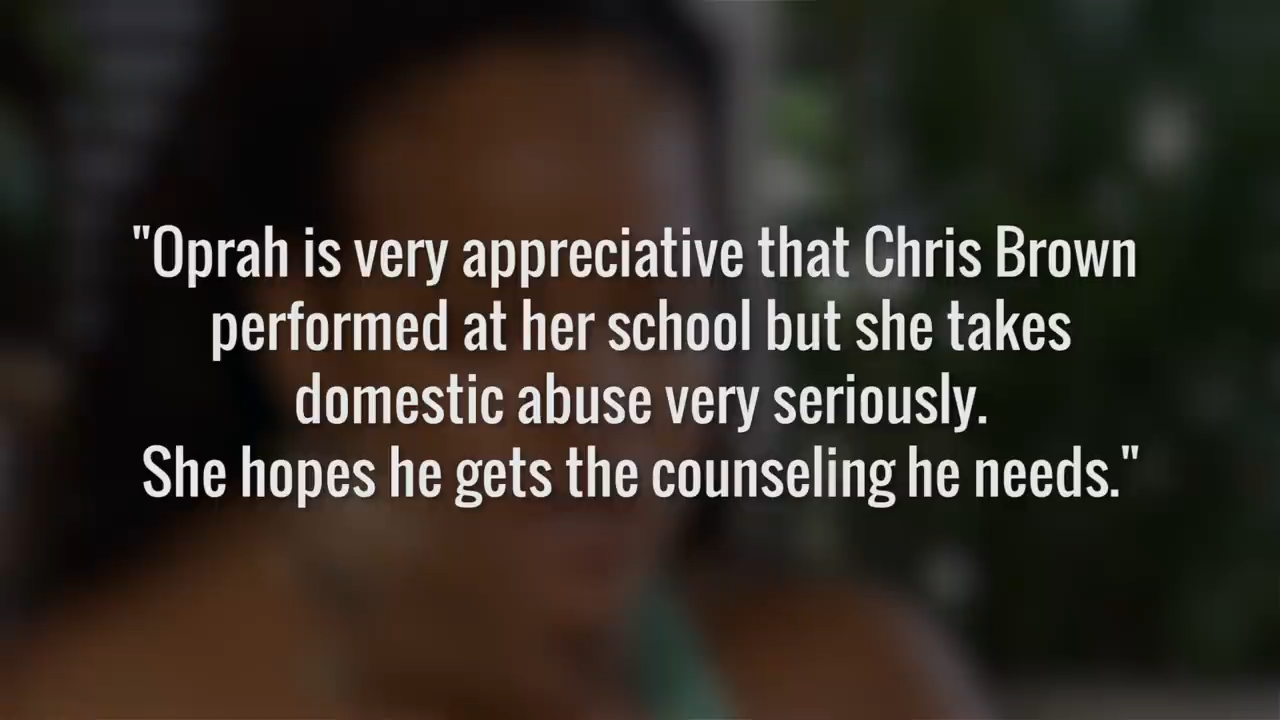 "Oprah is very appreciative that Chris Brown
performed at her school but she takes
domestic abuse very seriously.
She hopes he gets the counseling he needs."